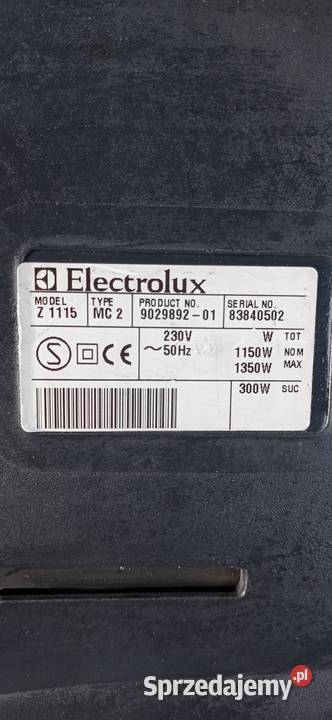 Electrolux
MODEL TYPE PRODUCT NO. SERIAL NO.
Z 1115 MC 2 9029892-01 83840502
230V W TOT
~50Hz 1150W NOM
1350W MAX
S CE
300W SUC
Sprzedajemy.pl